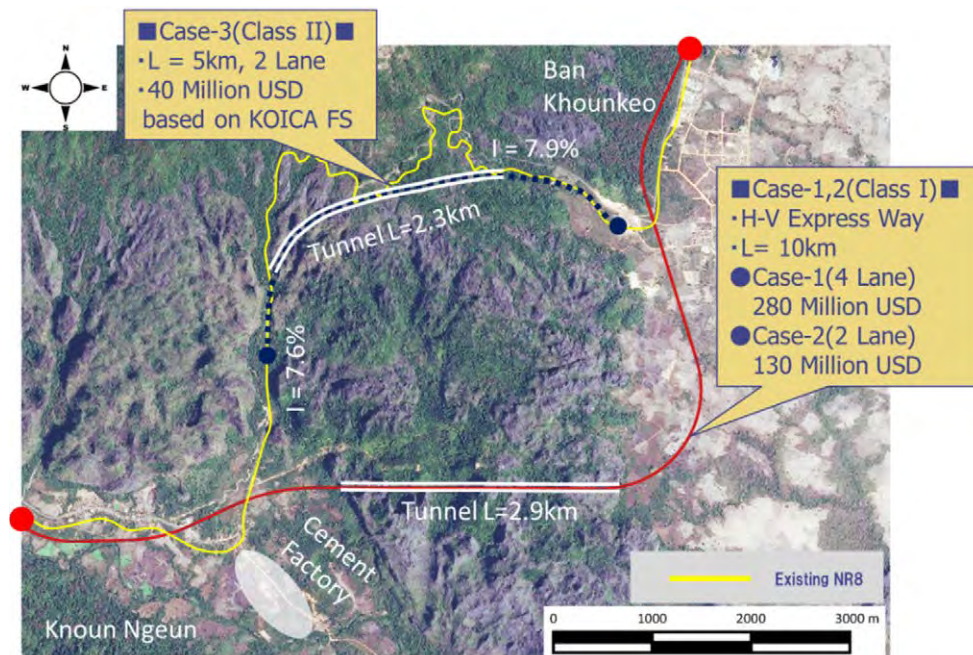 ■Case-3(Class II)■
・L = 5km, 2 Lane
・40 Million USD
based on KOICA FS
N
W
E
S
Ban
Khounkeo
I = 7.9%
Tunnel L=2.3km
I = 7.6%
■Case-1,2(Class I)■
・H-V Express Way
・L= 10km
●Case-1(4 Lane)
280 Million USD
●Case-2(2 Lane)
130 Million USD
Tunnel L=2.9km
Cement
Factory
Knoun Ngeun
Existing NR8
0 1000 2000 3000 m